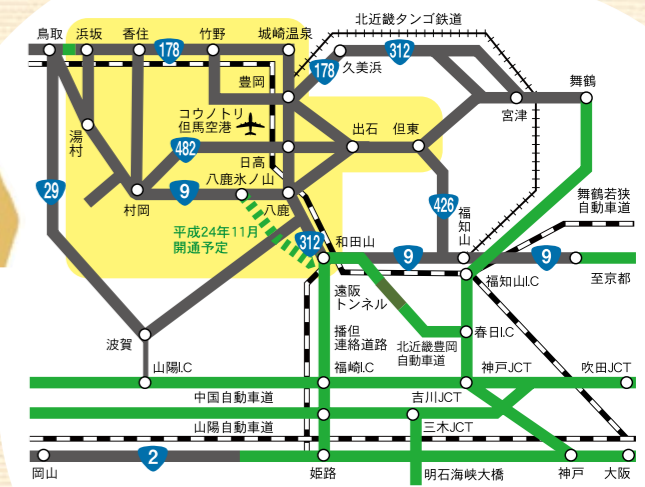 北近畿タンゴ鉄道
鳥取
浜坂
香住
178
竹野
城崎温泉
312
178
久美浜
舞鶴
豊岡
宮津
コウノトリ
但馬空港
湯
村
482
出石
但東
日高
29
八鹿氷ノ山
9
村岡
八鹿
426
福
知
山
舞鶴若狭
自動車道
平成24年11月
開通予定
312
和田山
9
9
福知山I.C
至京都
遠阪
トンネル
波賀
播但
連絡道路
北近畿豊岡
自動車道
春日I.C
山陽I.C
福崎I.C
神戸JCT
吹田JCT
中国自動車道
吉川JCT
山陽自動車道
三木JCT
2
岡山
姫路
明石海峡大橋
神戸
大阪